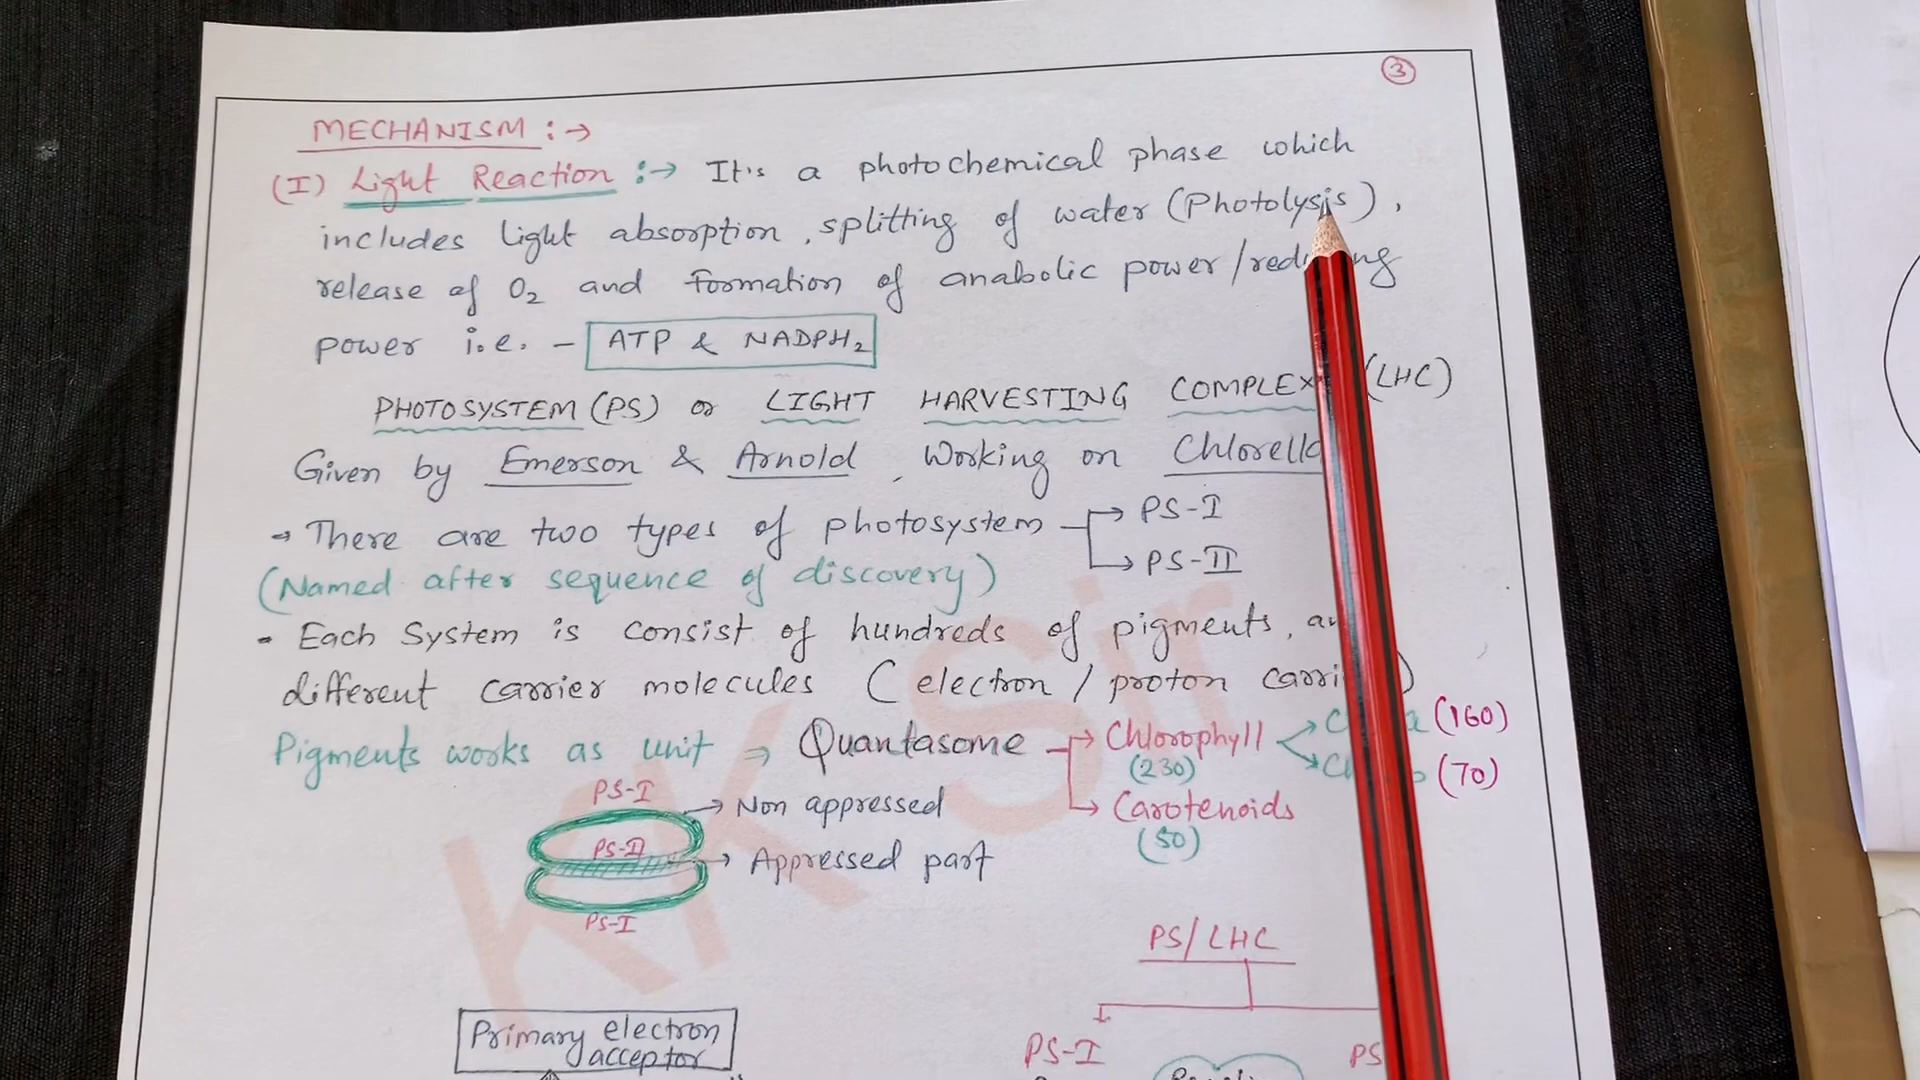 3
MECHANISM :→
(I) Light Reaction :→ It's a photochemical phase which
includes light absorption, splitting of water (Photolysis),
release of O2 and formation of anabolic power/
power i.e. - ATP & NADPH2
PHOTOSYSTEM (PS) or LIGHT HARVESTING COMPLEX (LHC)
Given by Emerson & Arnold, Working on
→ There are two types of photosystem → PS-I
→ PS-II
(Named after sequence of discovery)
- Each System is consist of hundreds of pigments,
different carrier molecules (electron / proton
Pigments works as unit ⇒ Quantasome → Chlorophyll (160)
(230) (70)
→ Carotenoids
(50)
PS-I → Non appressed
PS-II → Appressed part
PS-I
KK Sir
PS/LHC
Primary electron
acceptor
PS-I PS